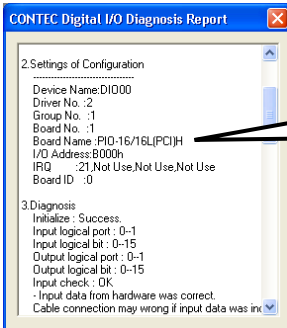 CONTEC Digital I/O Diagnosis Report
2.Settings of Configuration
----------------------------------
Device Name:DIO00
Driver No. :2
Group No. :1
Board No. :1
Board Name :PIO-16/16L(PCI)H
I/O Address:B000h
IRQ :21,Not Use,Not Use,Not Use
Board ID :0
3.Diagnosis
Initialize : Success.
Input logical port : 0--1
Input logical bit : 0--15
Output logical port : 0--1
Output logical bit : 0--15
Input check : OK
- Input data from hardware was correct.
Cable connection may wrong if input data was